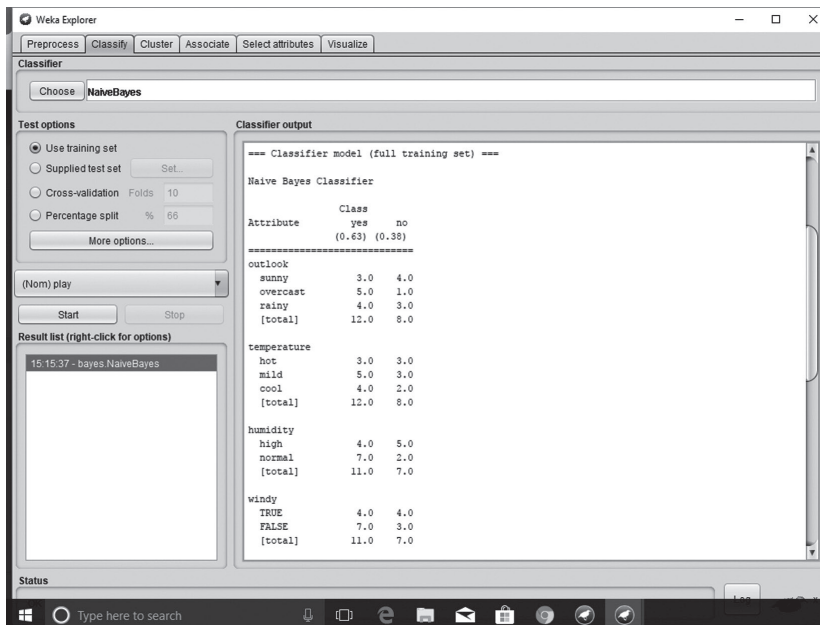 Weka Explorer
Preprocess Classify Cluster Associate Select attributes Visualize
Classifier
Choose NaiveBayes
Test options
Use training set
Supplied test set Set...
Cross-validation Folds 10
Percentage split % 66
More options...
(Nom) play
Start Stop
Result list (right-click for options)
15:15:37 - bayes.NaiveBayes
Classifier output
=== Classifier model (full training set) ===
Naive Bayes Classifier
Class
Attribute yes no
(0.63) (0.38)
==============================
outlook
sunny 3.0 4.0
overcast 5.0 1.0
rainy 4.0 3.0
[total] 12.0 8.0
temperature
hot 3.0 3.0
mild 5.0 3.0
cool 4.0 2.0
[total] 12.0 8.0
humidity
high 4.0 5.0
normal 7.0 2.0
[total] 11.0 7.0
windy
TRUE 4.0 4.0
FALSE 7.0 3.0
[total] 11.0 7.0
Status
Log
Type here to search